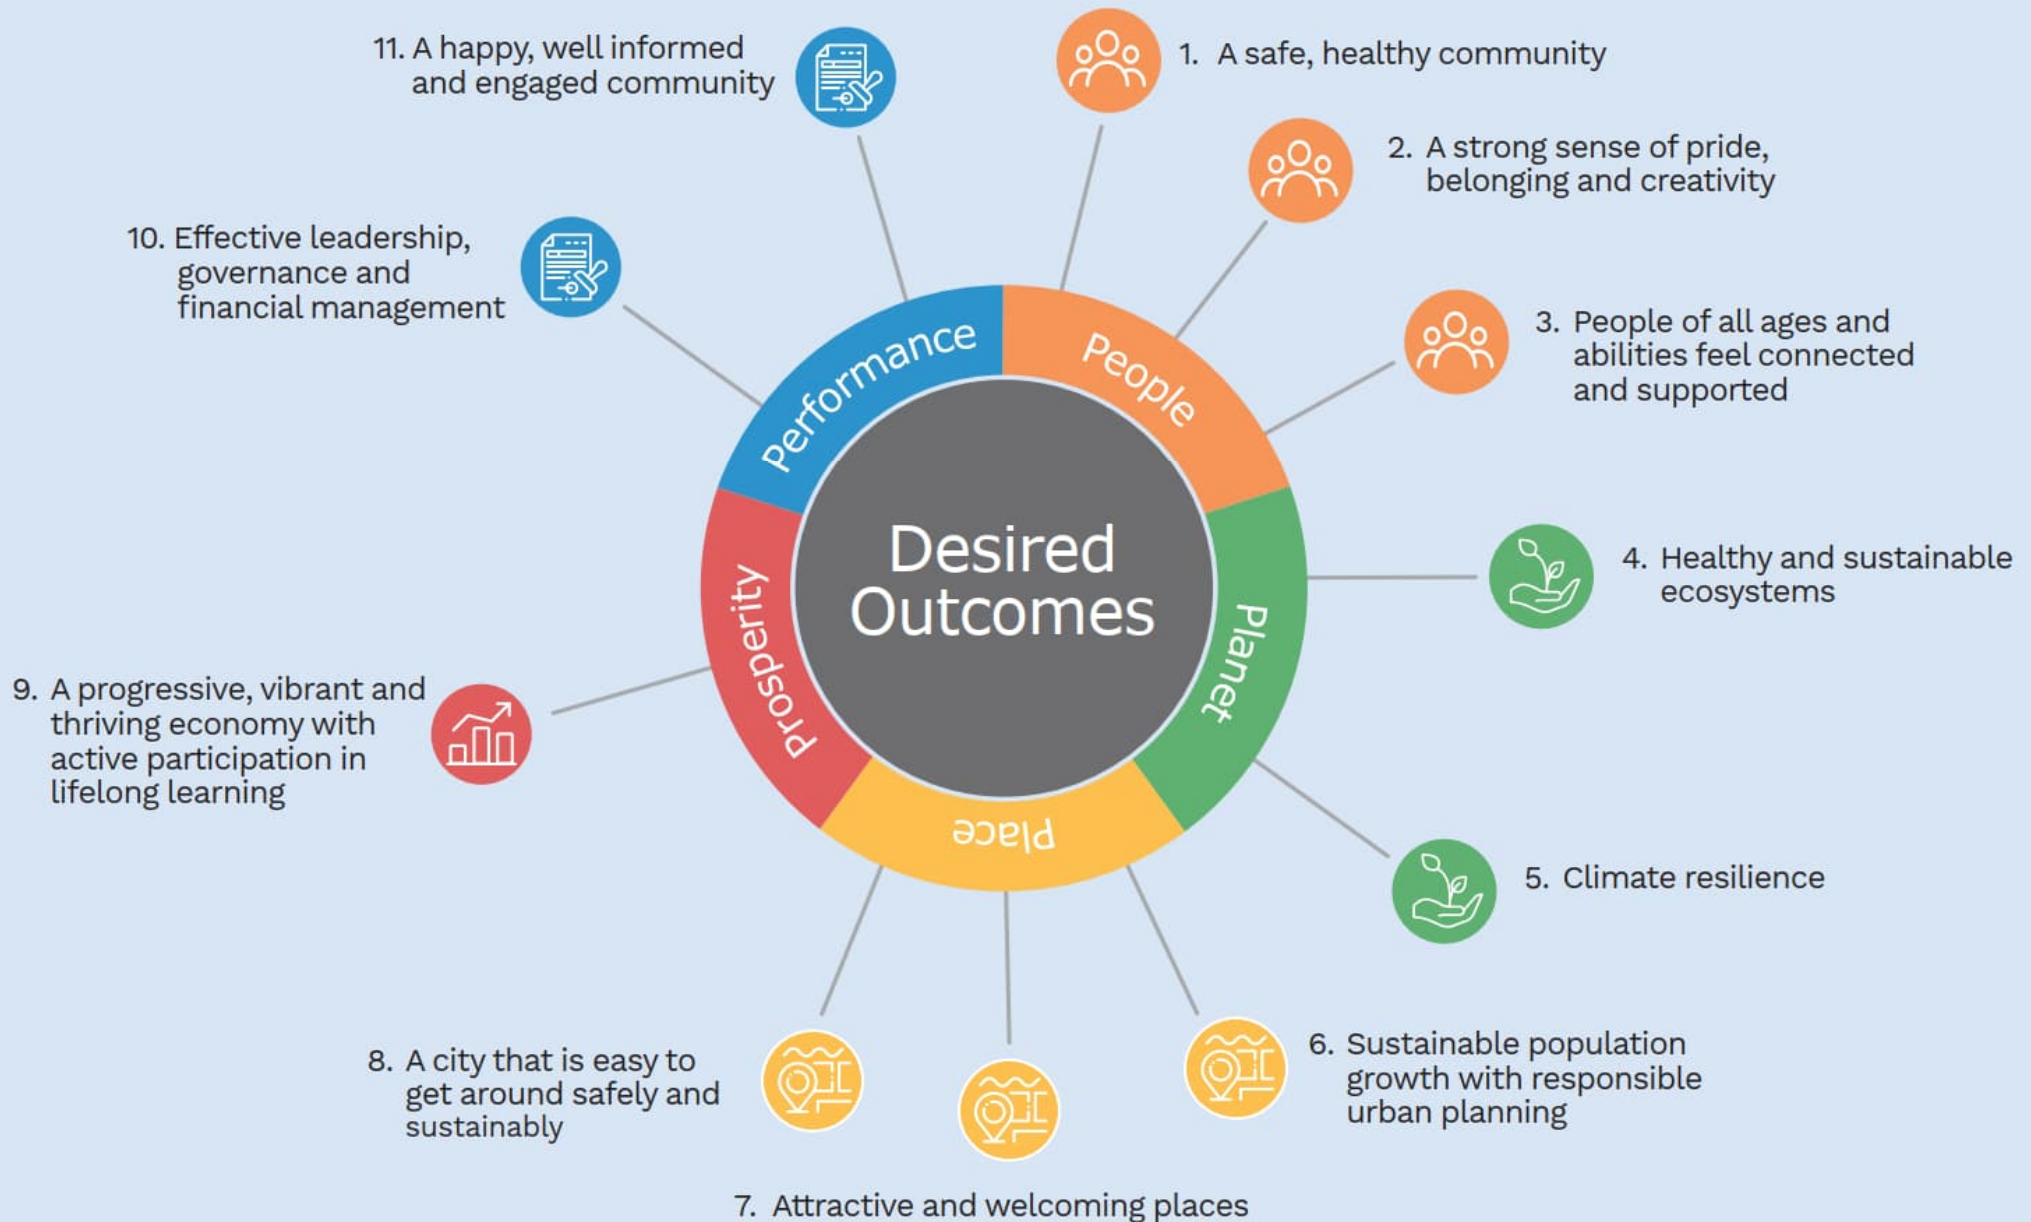 11. A happy, well informed
and engaged community
1. A safe, healthy community
2. A strong sense of pride,
belonging and creativity
10. Effective leadership,
governance and
financial management
3. People of all ages and
abilities feel connected
and supported
Performance
People
Desired
Outcomes
4. Healthy and sustainable
ecosystems
Prosperity
Planet
9. A progressive, vibrant and
thriving economy with
active participation in
lifelong learning
Place
5. Climate resilience
8. A city that is easy to
get around safely and
sustainably
6. Sustainable population
growth with responsible
urban planning
7. Attractive and welcoming places